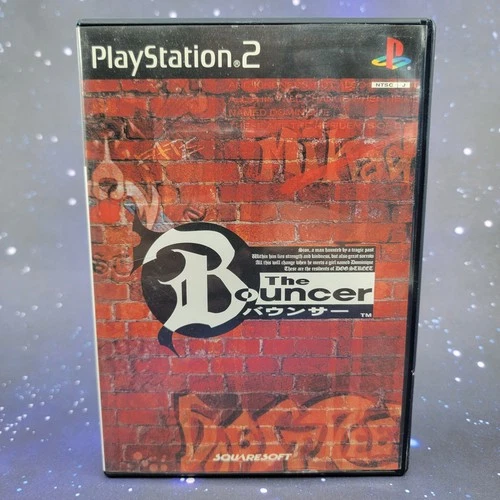 PlayStation®2
NTSC J
Sion, a man haunted by a tragic past
Within him lies strength and kindness, but also great sorrow
All this will change when he meets a girl named Dominique
These are the residents of DOG STREET
The
Bouncer
バウンサー
TM
SQUARESOFT